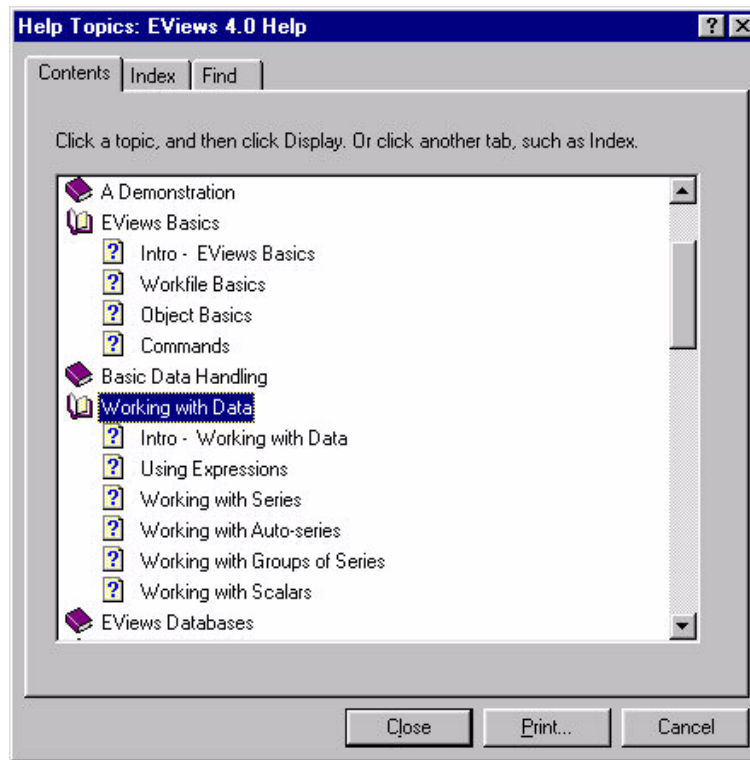 Help Topics: EViews 4.0 Help
Contents Index Find
Click a topic, and then click Display. Or click another tab, such as Index.
A Demonstration
EViews Basics
? Intro - EViews Basics
? Workfile Basics
? Object Basics
? Commands
Basic Data Handling
Working with Data
? Intro - Working with Data
? Using Expressions
? Working with Series
? Working with Auto-series
? Working with Groups of Series
? Working with Scalars
EViews Databases
Close Print... Cancel